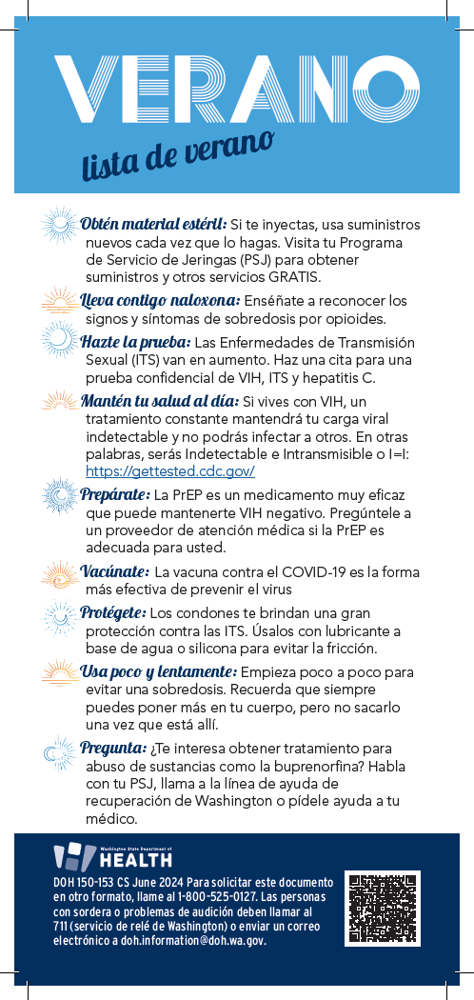 VERANO
lista de verano
Obtén material estéril: Si te inyectas, usa suministros
nuevos cada vez que lo hagas. Visita tu Programa
de Servicio de Jeringas (PSJ) para obtener
suministros y otros servicios GRATIS.
Lleva contigo naloxona: Enséñate a reconocer los
signos y síntomas de sobredosis por opioides.
Hazte la prueba: Las Enfermedades de Transmisión
Sexual (ITS) van en aumento. Haz una cita para una
prueba confidencial de VIH, ITS y hepatitis C.
Mantén tu salud al día: Si vives con VIH, un
tratamiento constante mantendrá tu carga viral
indetectable y no podrás infectar a otros. En otras
palabras, serás Indetectable e Intransmisible o I=I:
https://gettested.cdc.gov/
Prepárate: La PrEP es un medicamento muy eficaz
que puede mantenerte VIH negativo. Pregúntele a
un proveedor de atención médica si la PrEP es
adecuada para usted.
Vacúnate: La vacuna contra el COVID-19 es la forma
más efectiva de prevenir el virus
Protégete: Los condones te brindan una gran
protección contra las ITS. Úsalos con lubricante a
base de agua o silicona para evitar la fricción.
Usa poco y lentamente: Empieza poco a poco para
evitar una sobredosis. Recuerda que siempre
puedes poner más en tu cuerpo, pero no sacarlo
una vez que está allí.
Pregunta: ¿Te interesa obtener tratamiento para
abuso de sustancias como la buprenorfina? Habla
con tu PSJ, llama a la línea de ayuda de
recuperación de Washington o pídele ayuda a tu
médico.
Washington State Department of
HEALTH
DOH 150-153 CS June 2024 Para solicitar este documento
en otro formato, llame al 1-800-525-0127. Las personas
con sordera o problemas de audición deben llamar al
711 (servicio de relé de Washington) o enviar un correo
electrónico a doh.information@doh.wa.gov.